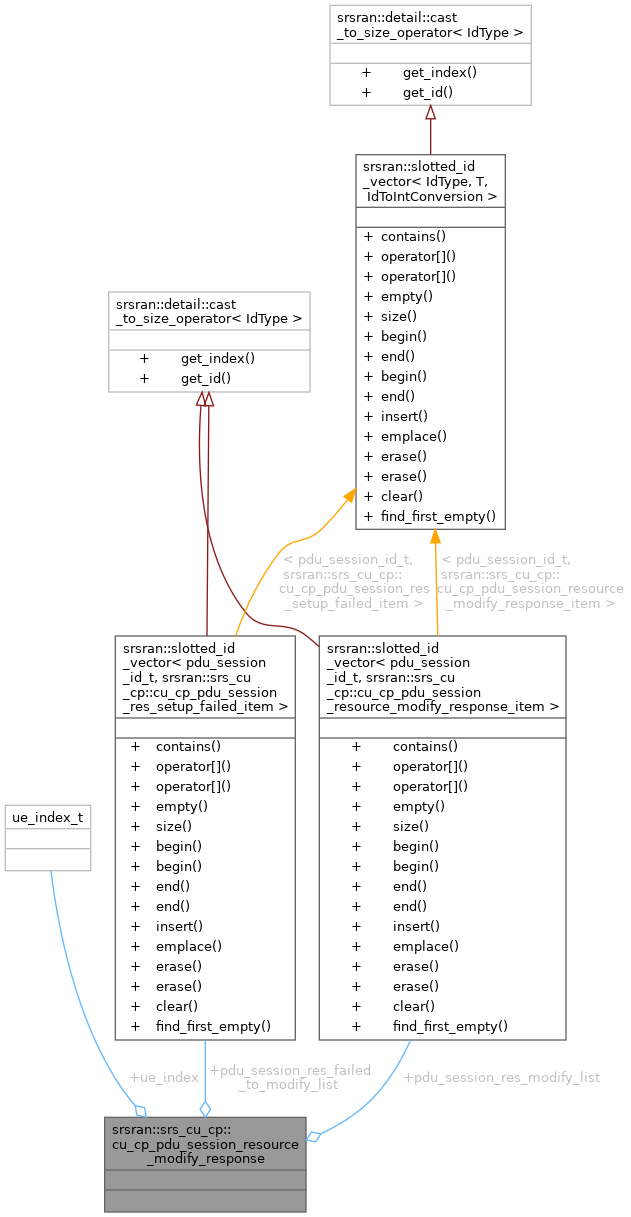 srsran::detail::cast
_to_size_operator< IdType >
+ get_index()
+ get_id()
srsran::slotted_id
_vector< IdType, T,
IdToIntConversion >
+ contains()
+ operator[]()
+ operator[]()
+ empty()
+ size()
+ begin()
+ end()
+ begin()
+ end()
+ insert()
+ emplace()
+ erase()
+ erase()
+ clear()
+ find_first_empty()
srsran::detail::cast
_to_size_operator< IdType >
+ get_index()
+ get_id()
< pdu_session_id_t,
srsran::srs_cu_cp::
cu_cp_pdu_session_res
_setup_failed_item >
< pdu_session_id_t,
srsran::srs_cu_cp::
cu_cp_pdu_session_resource
_modify_response_item >
srsran::slotted_id
_vector< pdu_session
_id_t, srsran::srs_cu
_cp::cu_cp_pdu_session
_res_setup_failed_item >
+ contains()
+ operator[]()
+ operator[]()
+ empty()
+ size()
+ begin()
+ begin()
+ end()
+ end()
+ insert()
+ emplace()
+ erase()
+ erase()
+ clear()
+ find_first_empty()
srsran::slotted_id
_vector< pdu_session
_id_t, srsran::srs_cu
_cp::cu_cp_pdu_session
_resource_modify_response_item >
+ contains()
+ operator[]()
+ operator[]()
+ empty()
+ size()
+ begin()
+ begin()
+ end()
+ end()
+ insert()
+ emplace()
+ erase()
+ erase()
+ clear()
+ find_first_empty()
ue_index_t
+ue_index
+pdu_session_res_failed
_to_modify_list
+pdu_session_res_modify_list
srsran::srs_cu_cp::
cu_cp_pdu_session_resource
_modify_response